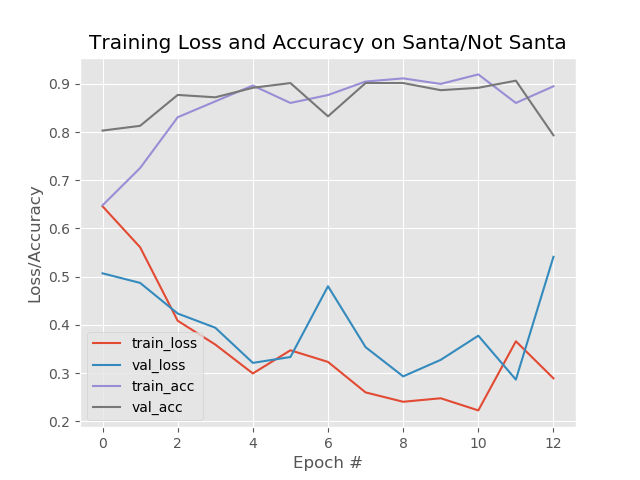 Training Loss and Accuracy on Santa/Not Santa
0.9
0.8
0.7
0.6
0.5
0.4
0.3
0.2
Loss/Accuracy
train_loss
val_loss
train_acc
val_acc
0 2 4 6 8 10 12
Epoch #